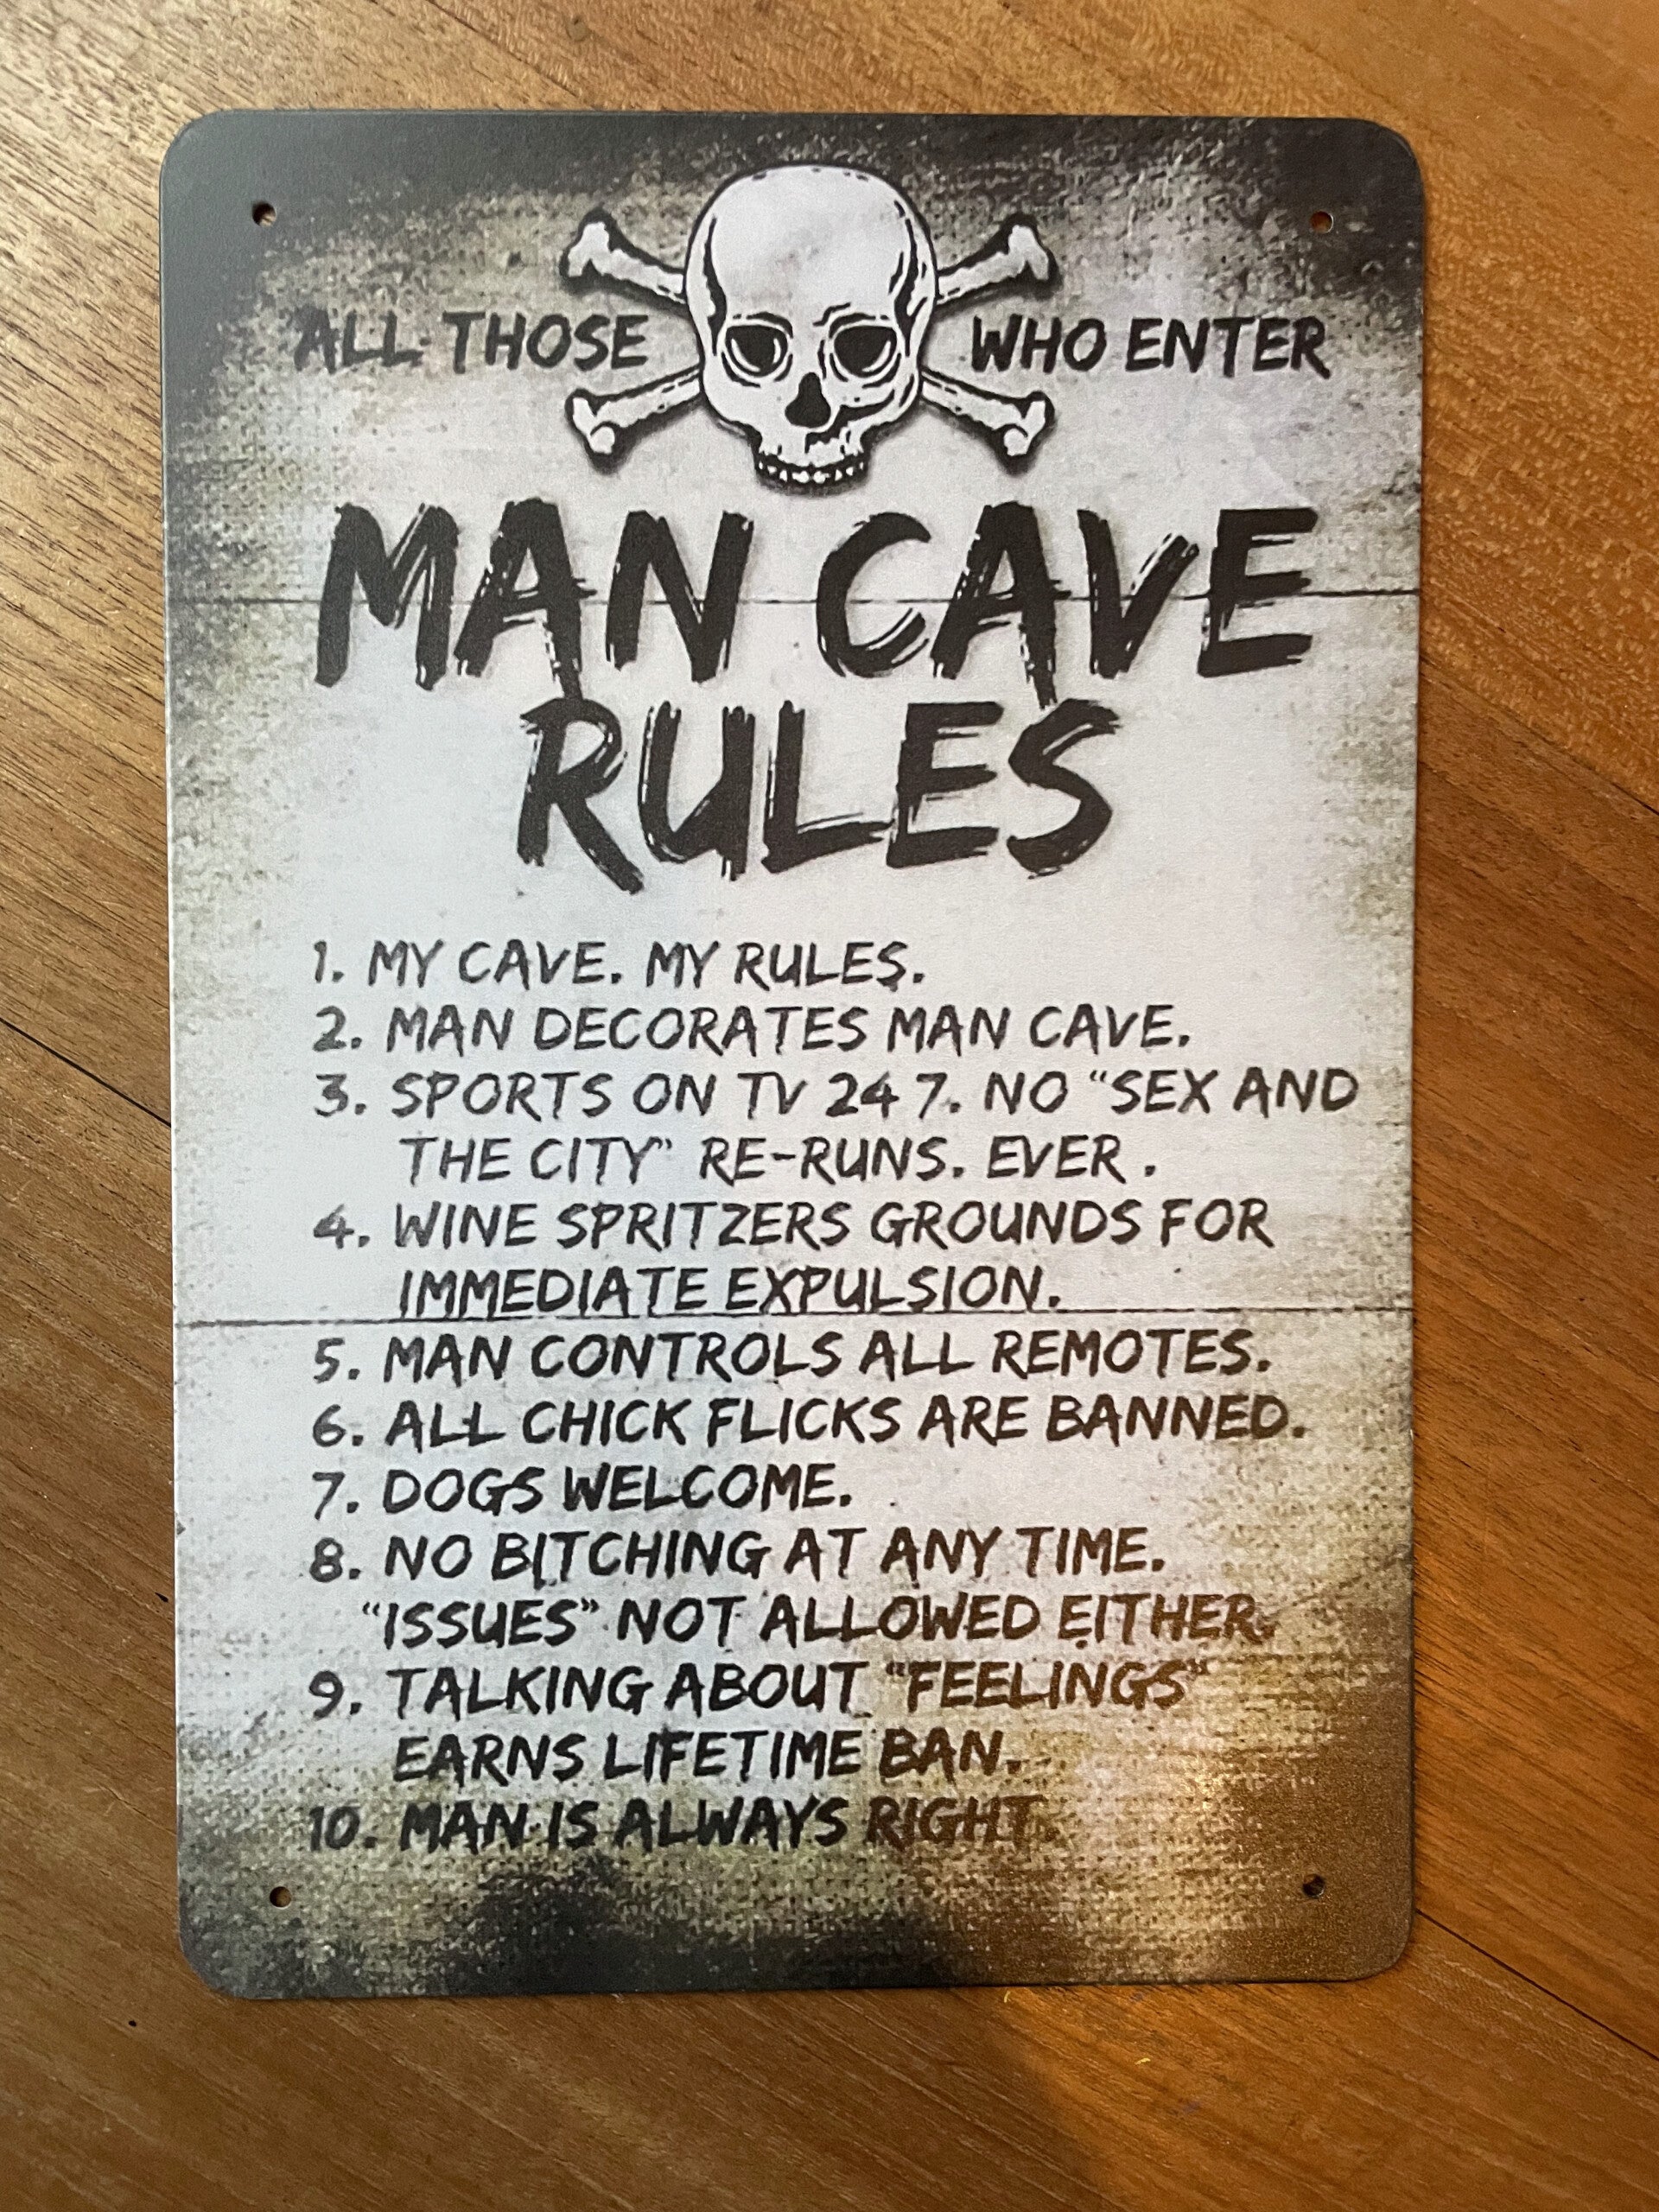 ALL THOSE WHO ENTER
MAN CAVE
RULES
1. MY CAVE. MY RULES.
2. MAN DECORATES MAN CAVE.
3. SPORTS ON TV 24 7. NO "SEX AND
THE CITY" RE-RUNS. EVER .
4. WINE SPRITZERS GROUNDS FOR
IMMEDIATE EXPULSION.
5. MAN CONTROLS ALL REMOTES.
6. ALL CHICK FLICKS ARE BANNED.
7. DOGS WELCOME.
8. NO BITCHING AT ANY TIME.
"ISSUES" NOT ALLOWED EITHER.
9. TALKING ABOUT "FEELINGS"
EARNS LIFETIME BAN.
10. MAN IS ALWAYS RIGHT.